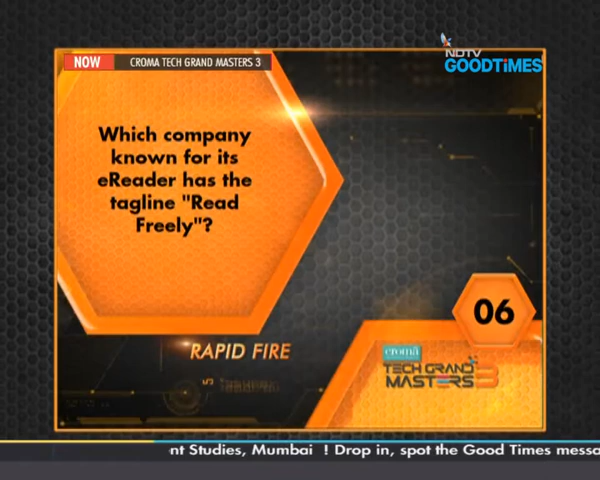 NDTV
GOODTiMES
NOW
CROMA TECH GRAND MASTERS 3
Which company
known for its
eReader has the
tagline "Read
Freely"?
06
RAPID FIRE
croma
TECH GRAND
MASTERS 3
nt Studies, Mumbai ! Drop in, spot the Good Times messa